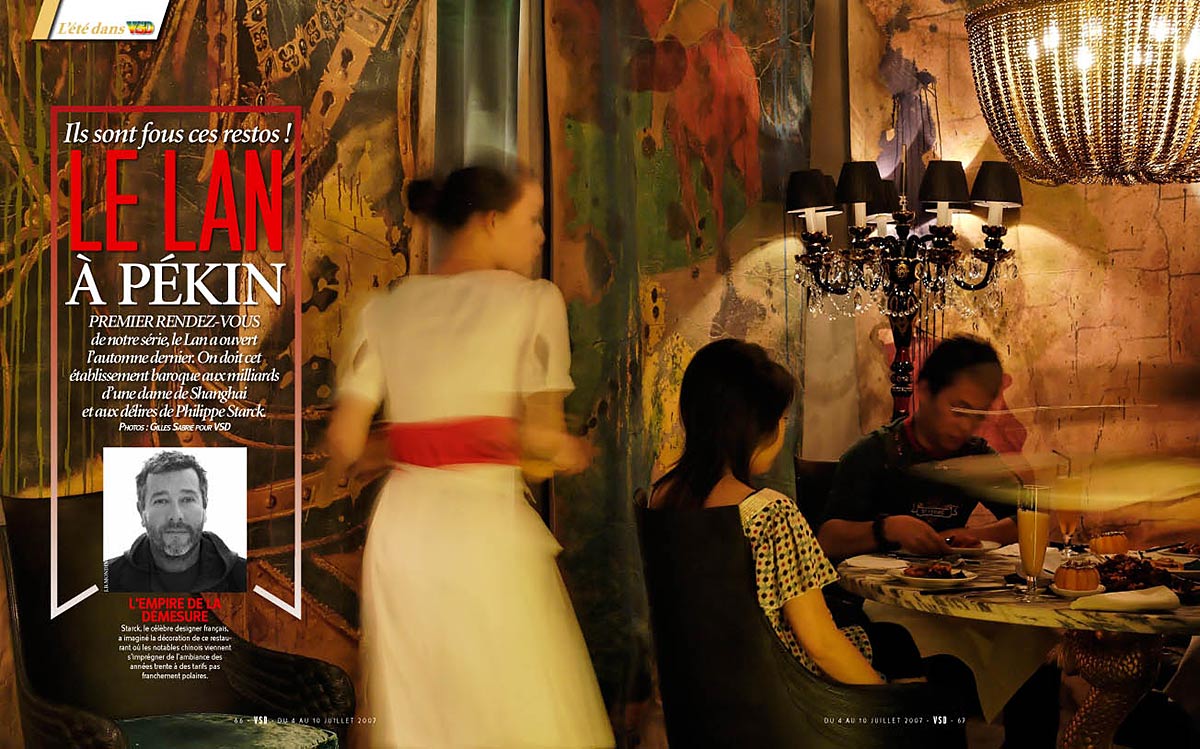 L'été dans VSD
Ils sont fous ces restos !
LE LAN
À PÉKIN
PREMIER RENDEZ-VOUS
de notre série, le Lan a ouvert
l'automne dernier. On doit cet
établissement baroque aux milliards
d'une dame de Shanghai
et aux délires de Philippe Starck.
PHOTOS : GILLES SABRIÉ POUR VSD
J.B.MONDINO
L'EMPIRE DE LA
DÉMESURE
Starck, le célèbre designer français,
a imaginé la décoration de ce restau-
rant où les notables chinois viennent
s'imprégner de l'ambiance des
années trente à des tarifs pas
franchement polaires.
66 - VSD - DU 4 AU 10 JUILLET 2007
DU 4 AU 10 JUILLET 2007 - VSD - 67